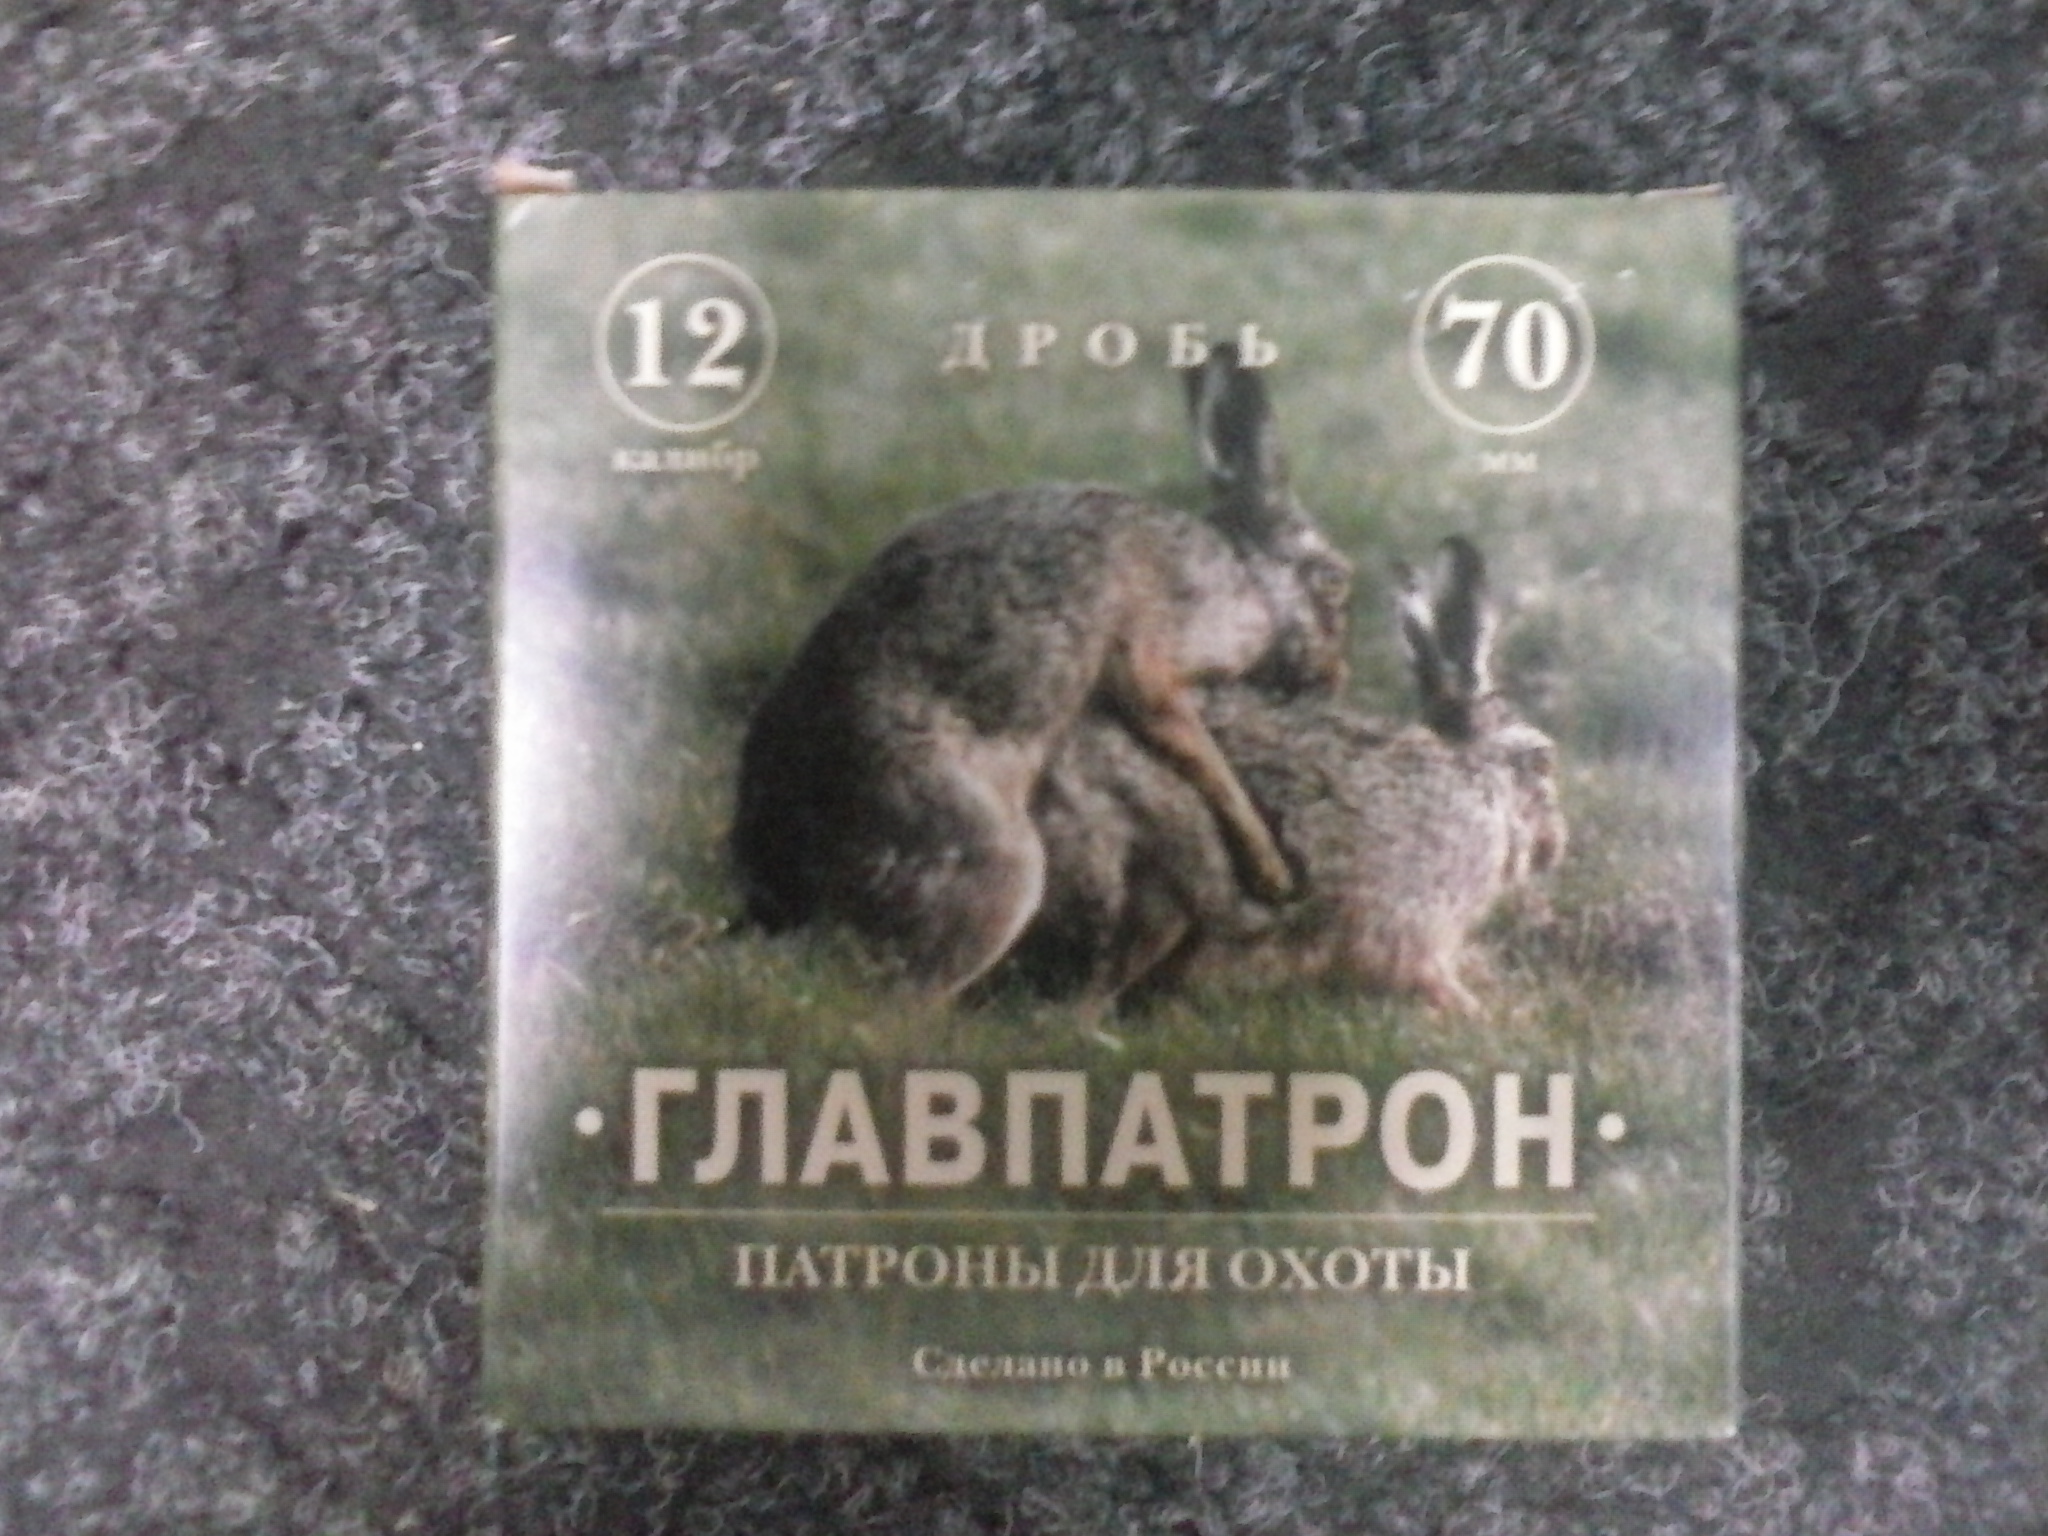 12 ДРОБЬ 70
калибр мм
• ГЛАВПАТРОН •
ПАТРОНЫ ДЛЯ ОХОТЫ
Сделано в России